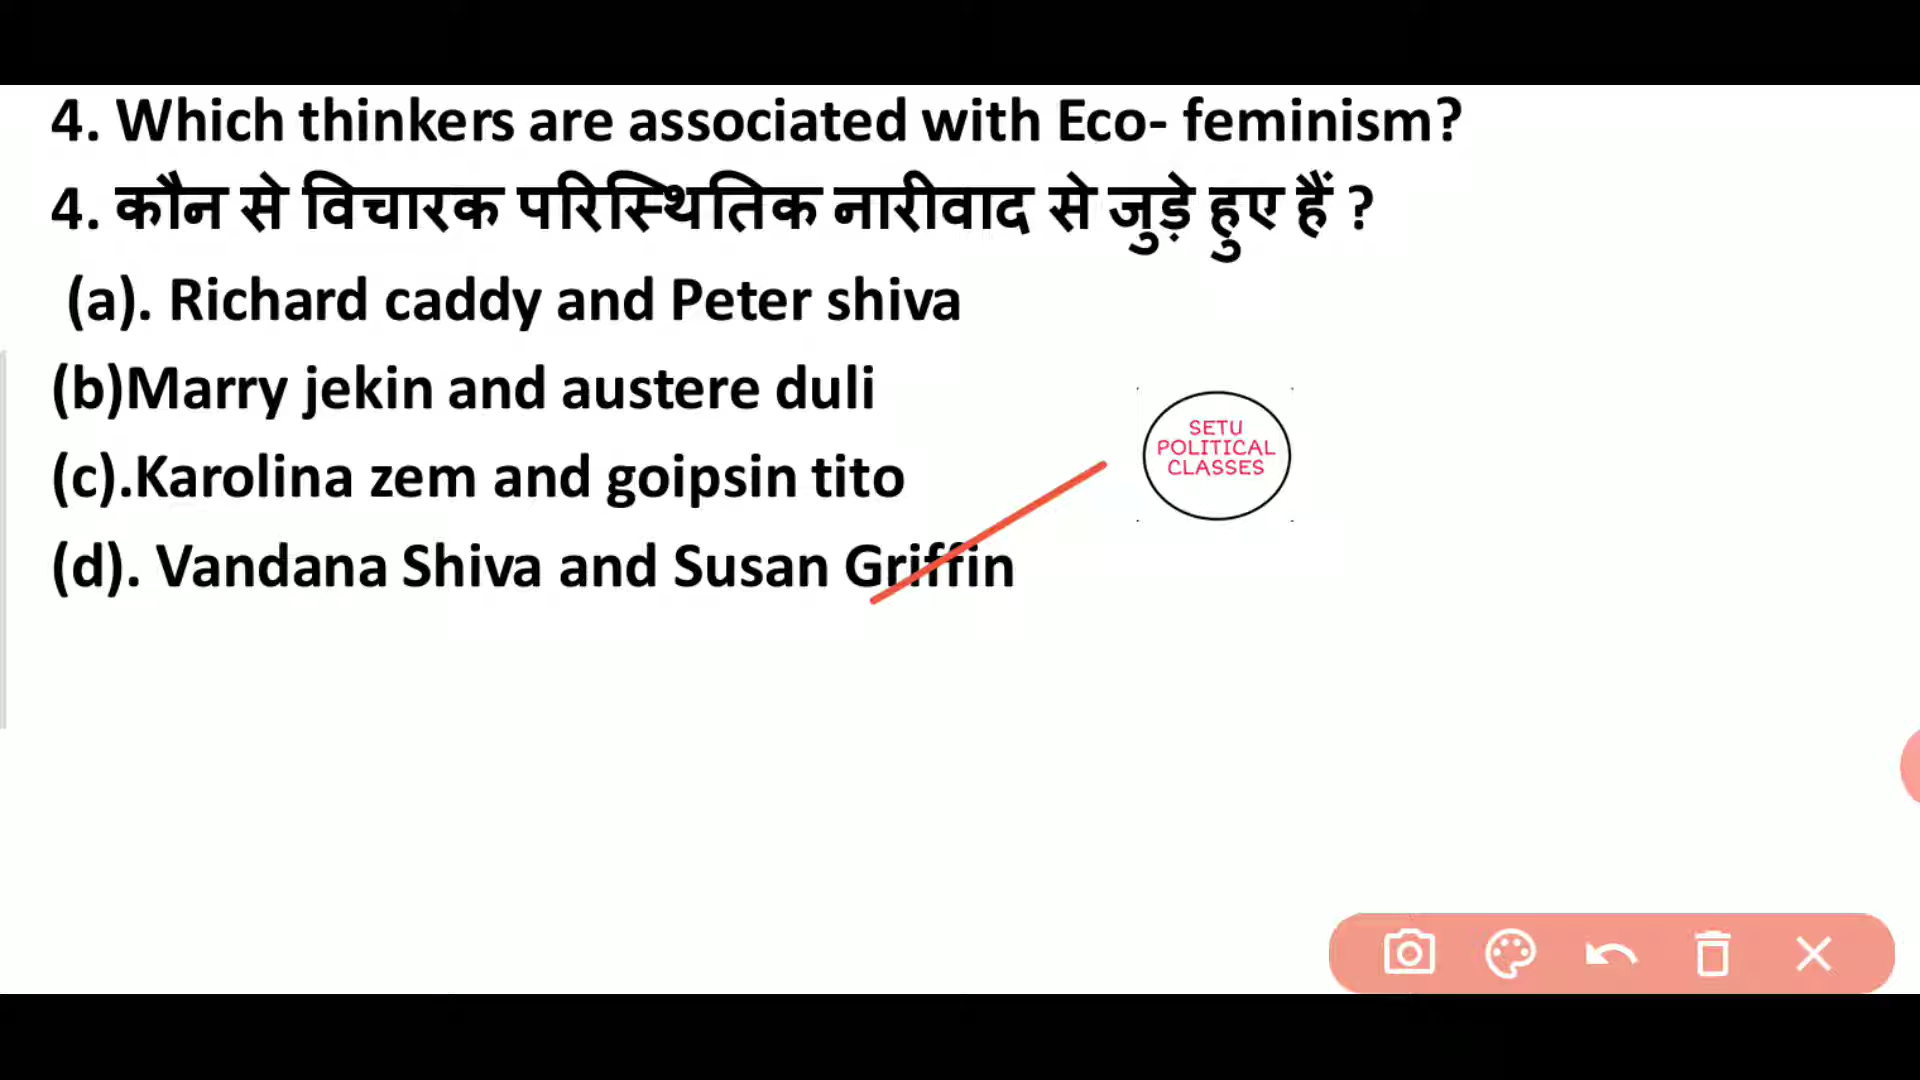 4. Which thinkers are associated with Eco- feminism?
4. कौन से विचारक परिस्थितिक नारीवाद से जुड़े हुए हैं ?
(a). Richard caddy and Peter shiva
(b)Marry jekin and austere duli
(c).Karolina zem and goipsin tito
(d). Vandana Shiva and Susan Griffin
SETU
POLITICAL
CLASSES